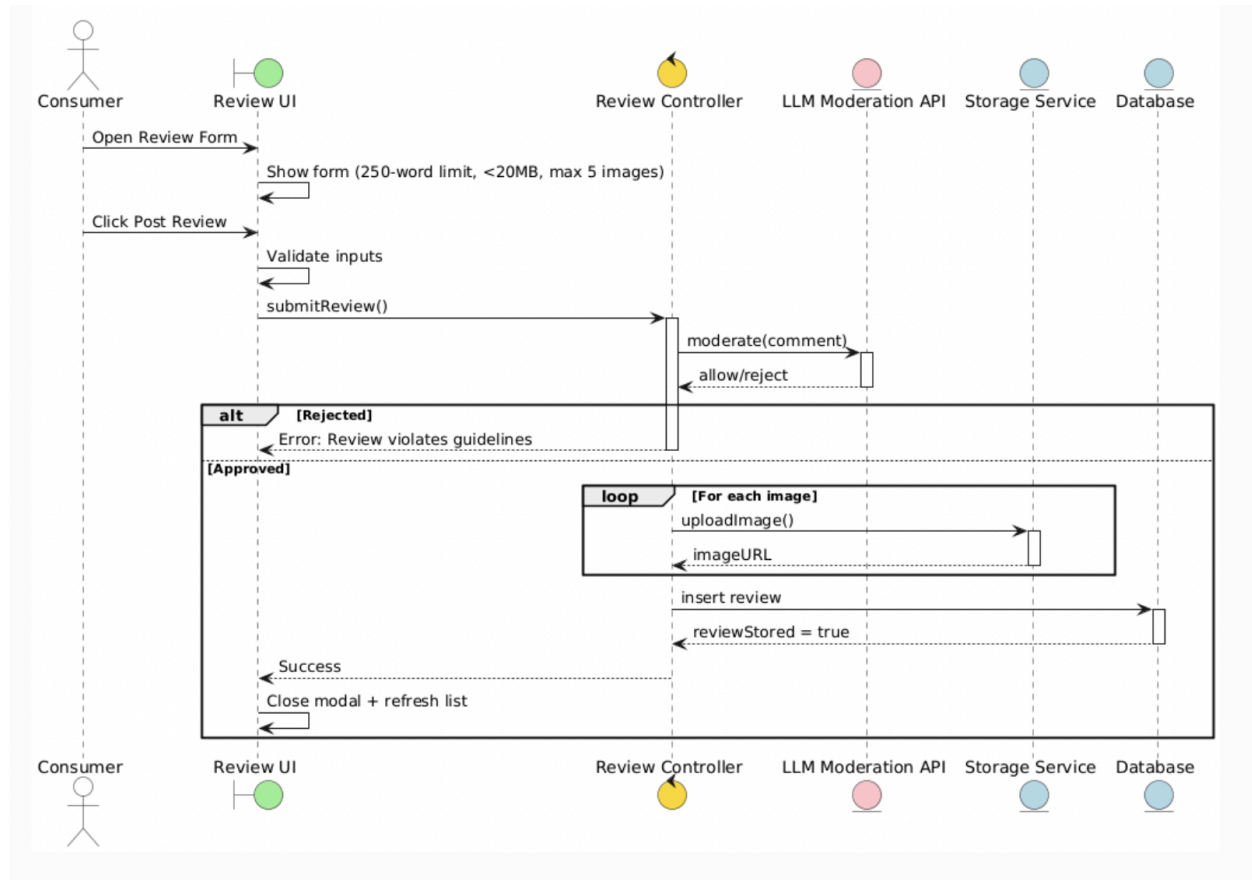 Consumer
Review UI
Review Controller
LLM Moderation API
Storage Service
Database
Open Review Form
Show form (250-word limit, <20MB, max 5 images)
Click Post Review
Validate inputs
submitReview()
moderate(comment)
allow/reject
alt
[Rejected]
Error: Review violates guidelines
[Approved]
loop
[For each image]
uploadImage()
imageURL
insert review
reviewStored = true
Success
Close modal + refresh list
Consumer
Review UI
Review Controller
LLM Moderation API
Storage Service
Database